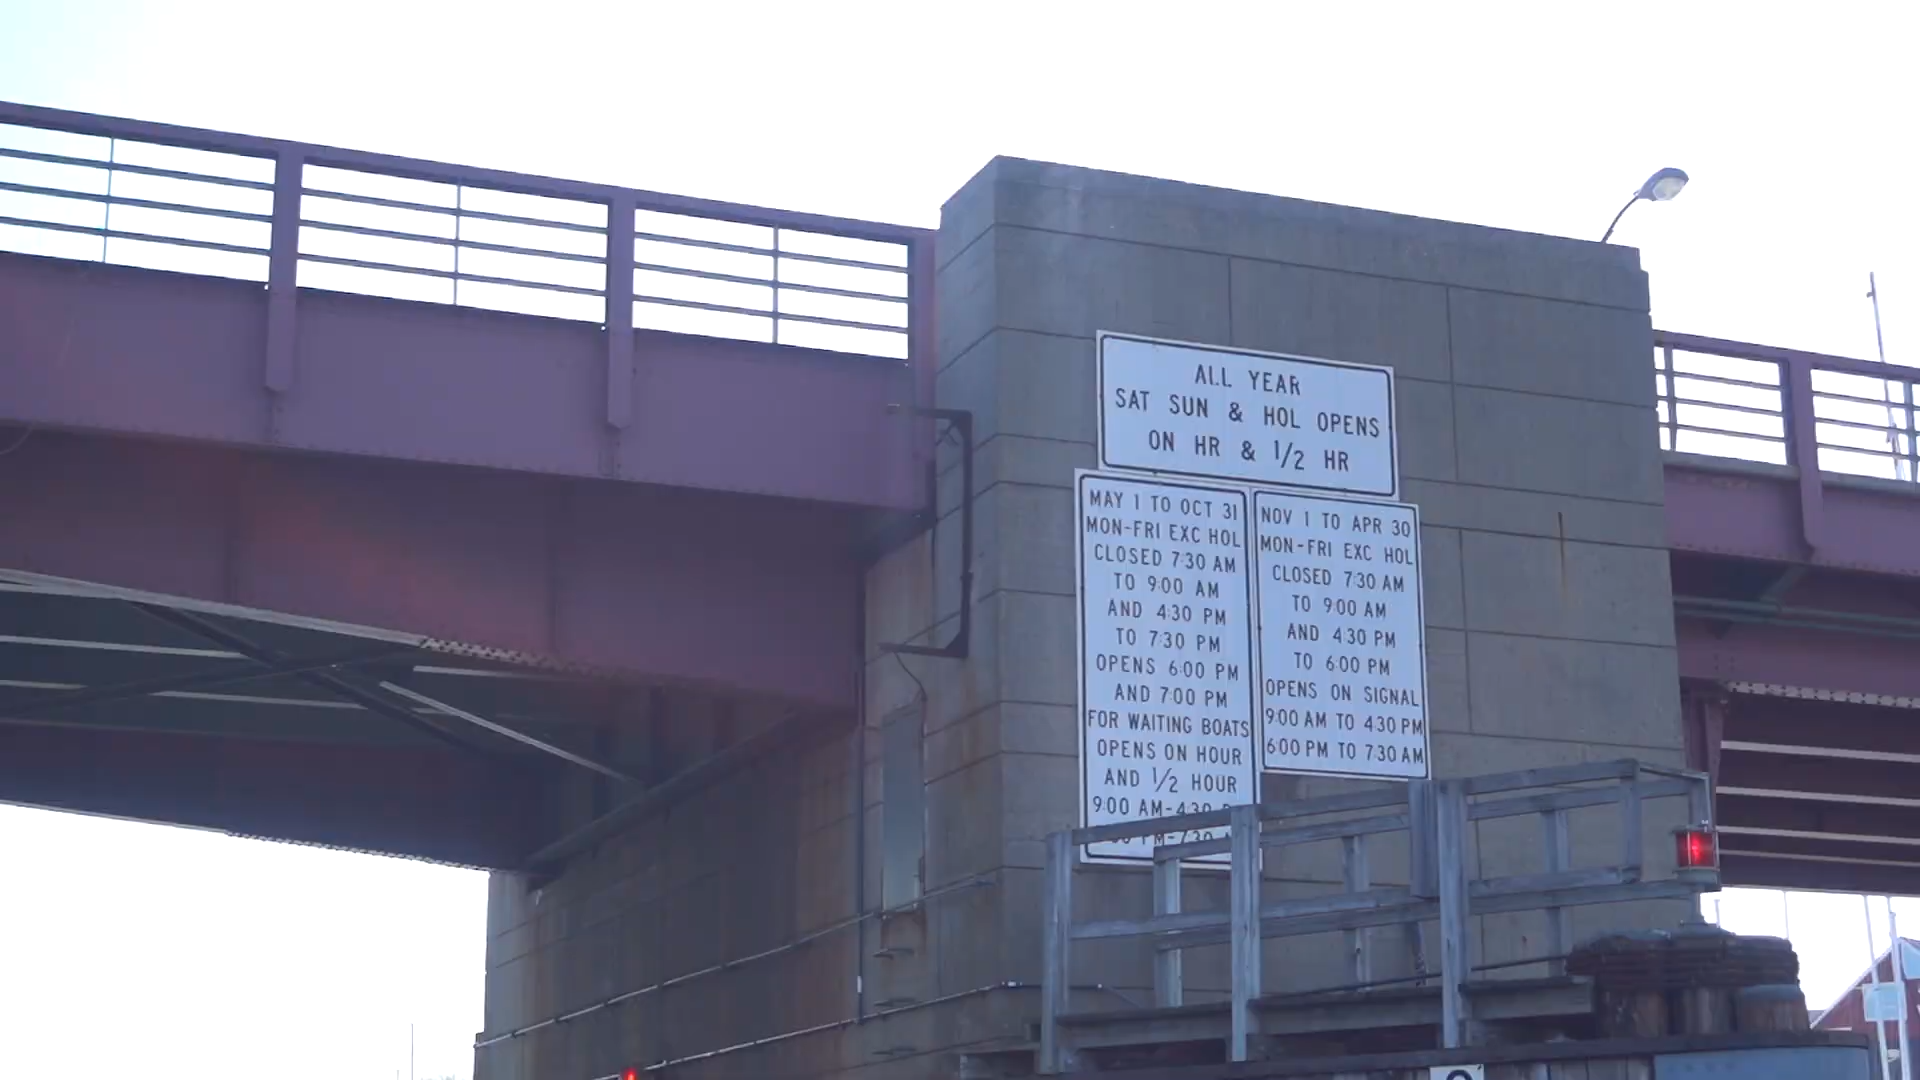 ALL YEAR
SAT SUN & HOL OPENS
ON HR & 1/2 HR
MAY 1 TO OCT 31
MON-FRI EXC HOL
CLOSED 7:30 AM
TO 9:00 AM
AND 4:30 PM
TO 7:30 PM
OPENS 6:00 PM
AND 7:00 PM
FOR WAITING BOATS
OPENS ON HOUR
AND 1/2 HOUR
9:00 AM-4:30
NOV 1 TO APR 30
MON-FRI EXC HOL
CLOSED 7:30 AM
TO 9:00 AM
AND 4:30 PM
TO 6:00 PM
OPENS ON SIGNAL
9:00 AM TO 4:30 PM
6:00 PM TO 7:30 AM